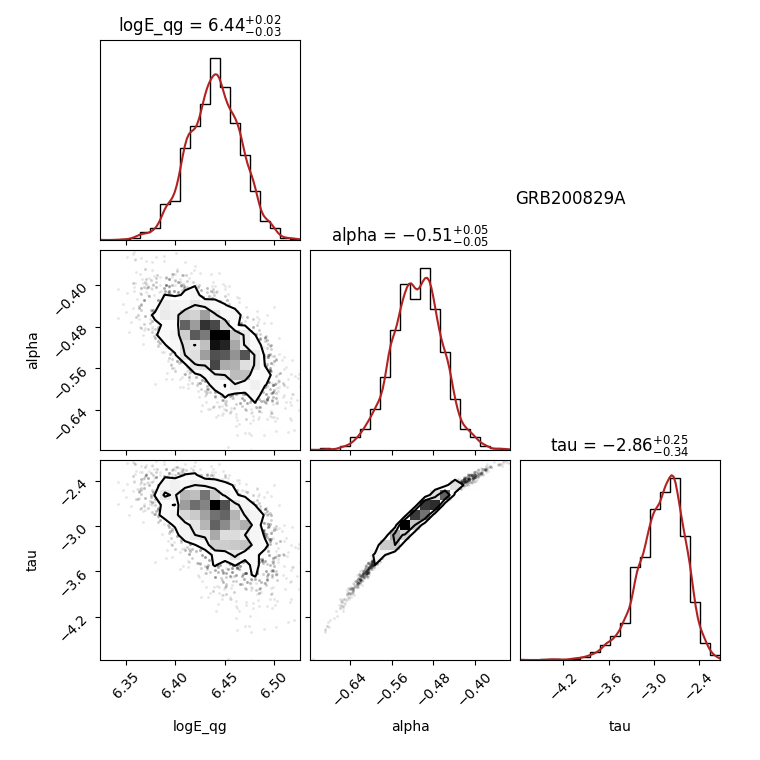 logE_qg = 6.44+0.02−0.03
GRB200829A
alpha = −0.51+0.05−0.05
−0.40
−0.48
−0.56
−0.64
alpha
tau = −2.86+0.25−0.34
−2.4
−3.0
−3.6
−4.2
tau
6.35
6.40
6.45
6.50
logE_qg
−0.64
−0.56
−0.48
−0.40
alpha
−4.2
−3.6
−3.0
−2.4
tau